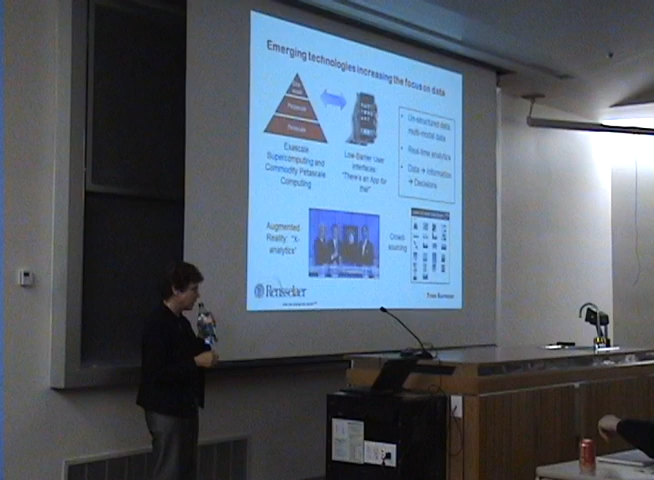 Emerging technologies increasing the focus on data
Petascale
Terascale
Exascale
Supercomputing and
Commodity Petascale
Computing
Low-Barrier User
Interfaces:
"There's an App for
that"
• Un-structured data,
multi-modal data
• Real-time analytics
• Data → Information
→ Decisions
Augmented
Reality: "X-
analytics"
Crowd-
sourcing
Rensselaer